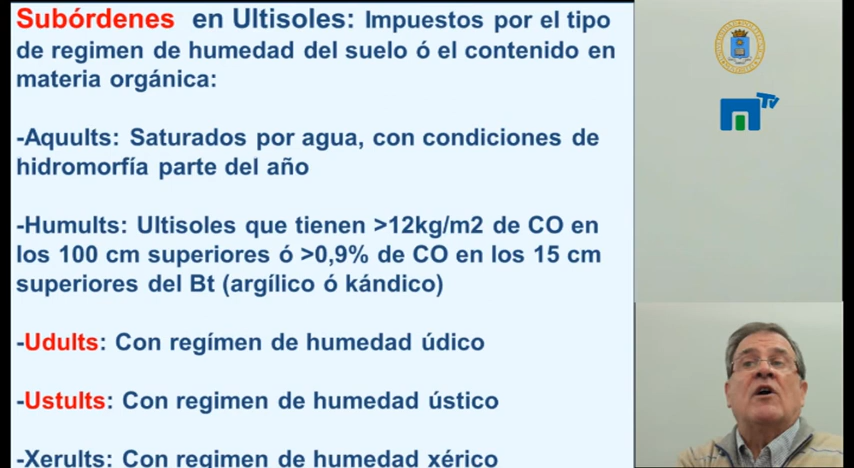 Subórdenes en Ultisoles: Impuestos por el tipo
de regimen de humedad del suelo ó el contenido en
materia orgánica:
-Aquults: Saturados por agua, con condiciones de
hidromorfía parte del año
-Humults: Ultisoles que tienen >12kg/m2 de CO en
los 100 cm superiores ó >0,9% de CO en los 15 cm
superiores del Bt (argílico ó kándico)
-Udults: Con regímen de humedad údico
-Ustults: Con regimen de humedad ústico
-Xerults: Con regimen de humedad xérico
TV